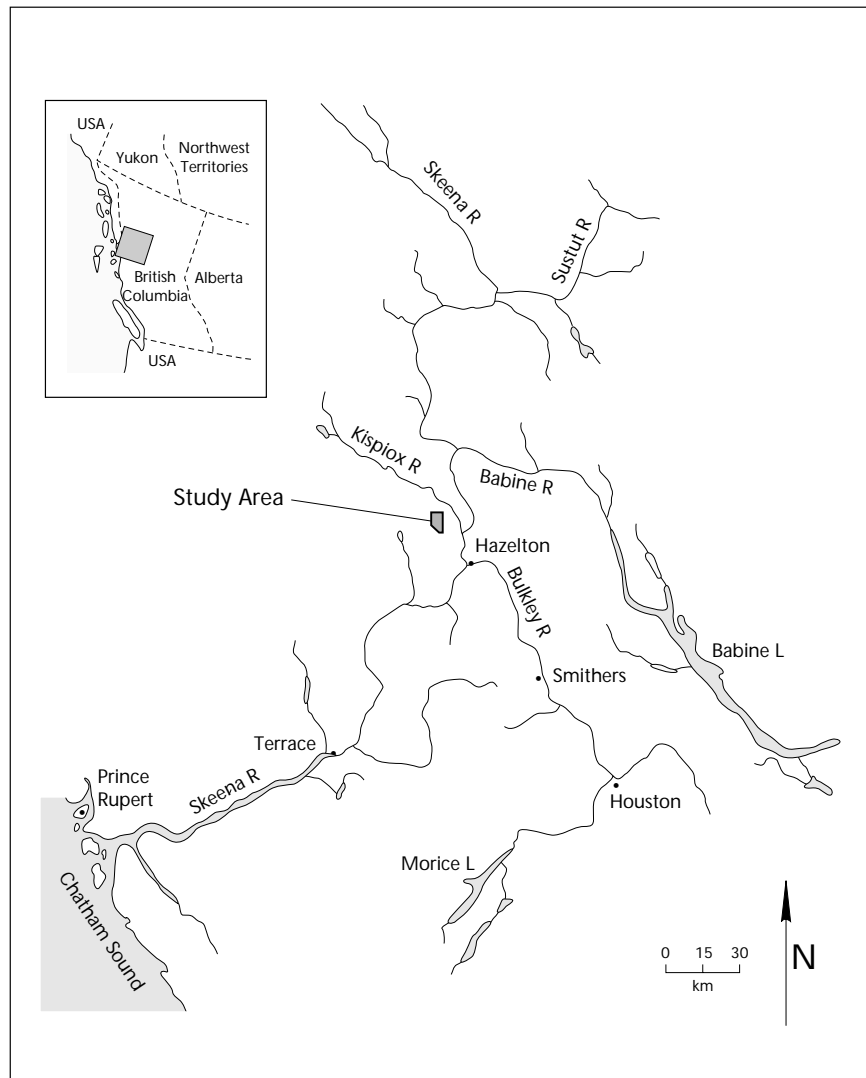 USA
Yukon
Northwest
Territories
British
Columbia
Alberta
USA
Skeena R
Sustut R
Kispiox R
Babine R
Study Area
Hazelton
Bulkley R
Babine L
Smithers
Terrace
Prince
Rupert
Skeena R
Houston
Morice L
Chatham Sound
0 15 30
km
N